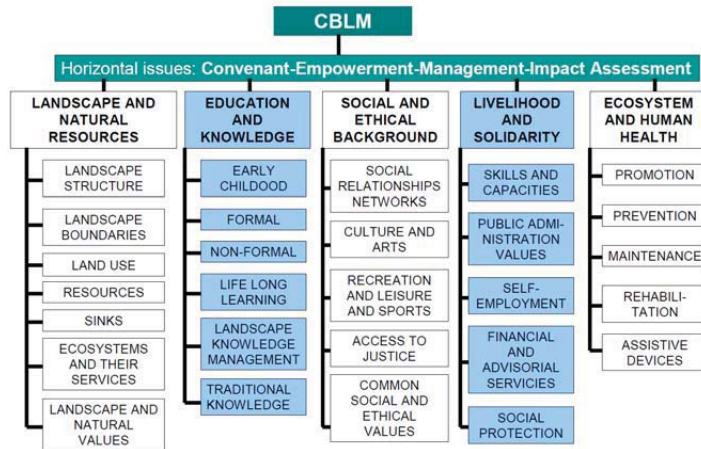 CBLM
Horizontal issues: Convenant-Empowerment-Management-Impact Assessment
LANDSCAPE AND
NATURAL
RESOURCES
LANDSCAPE
STRUCTURE
LANDSCAPE
BOUNDARIES
LAND USE
RESOURCES
SINKS
ECOSYSTEMS
AND THEIR
SERVICES
LANDSCAPE AND
NATURAL
VALUES
EDUCATION
AND
KNOWLEDGE
EARLY
CHILDOOD
FORMAL
NON-FORMAL
LIFE LONG
LEARNING
LANDSCAPE
KNOWLEDGE
MANAGEMENT
TRADITIONAL
KNOWLEDGE
SOCIAL AND
ETHICAL
BACKGROUND
SOCIAL
RELATIONSHIPS
NETWORKS
CULTURE AND
ARTS
RECREATION
AND LEISURE
AND SPORTS
ACCESS TO
JUSTICE
COMMON
SOCIAL AND
ETHICAL
VALUES
LIVELIHOOD
AND
SOLIDARITY
SKILLS AND
CAPACITIES
PUBLIC ADMI-
NISTRATION
VALUES
SELF-
EMPLOYMENT
FINANCIAL
AND
ADVISORIAL
SERVICIES
SOCIAL
PROTECTION
ECOSYSTEM
AND HUMAN
HEALTH
PROMOTION
PREVENTION
MAINTENANCE
REHABILI-
TATION
ASSISTIVE
DEVICES